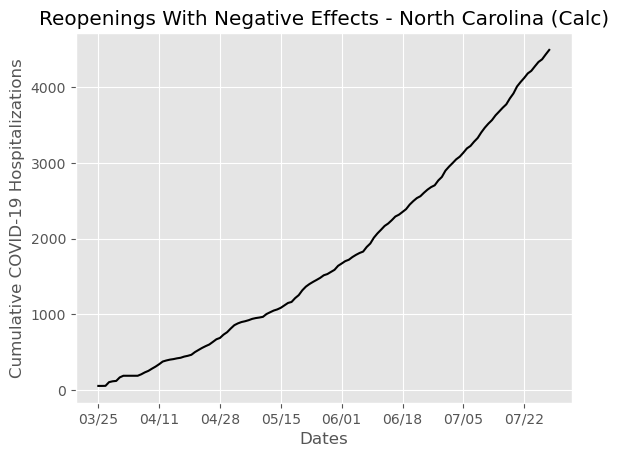 Reopenings With Negative Effects - North Carolina (Calc)
Cumulative COVID-19 Hospitalizations
4000
3000
2000
1000
0
03/25 04/11 04/28 05/15 06/01 06/18 07/05 07/22
Dates